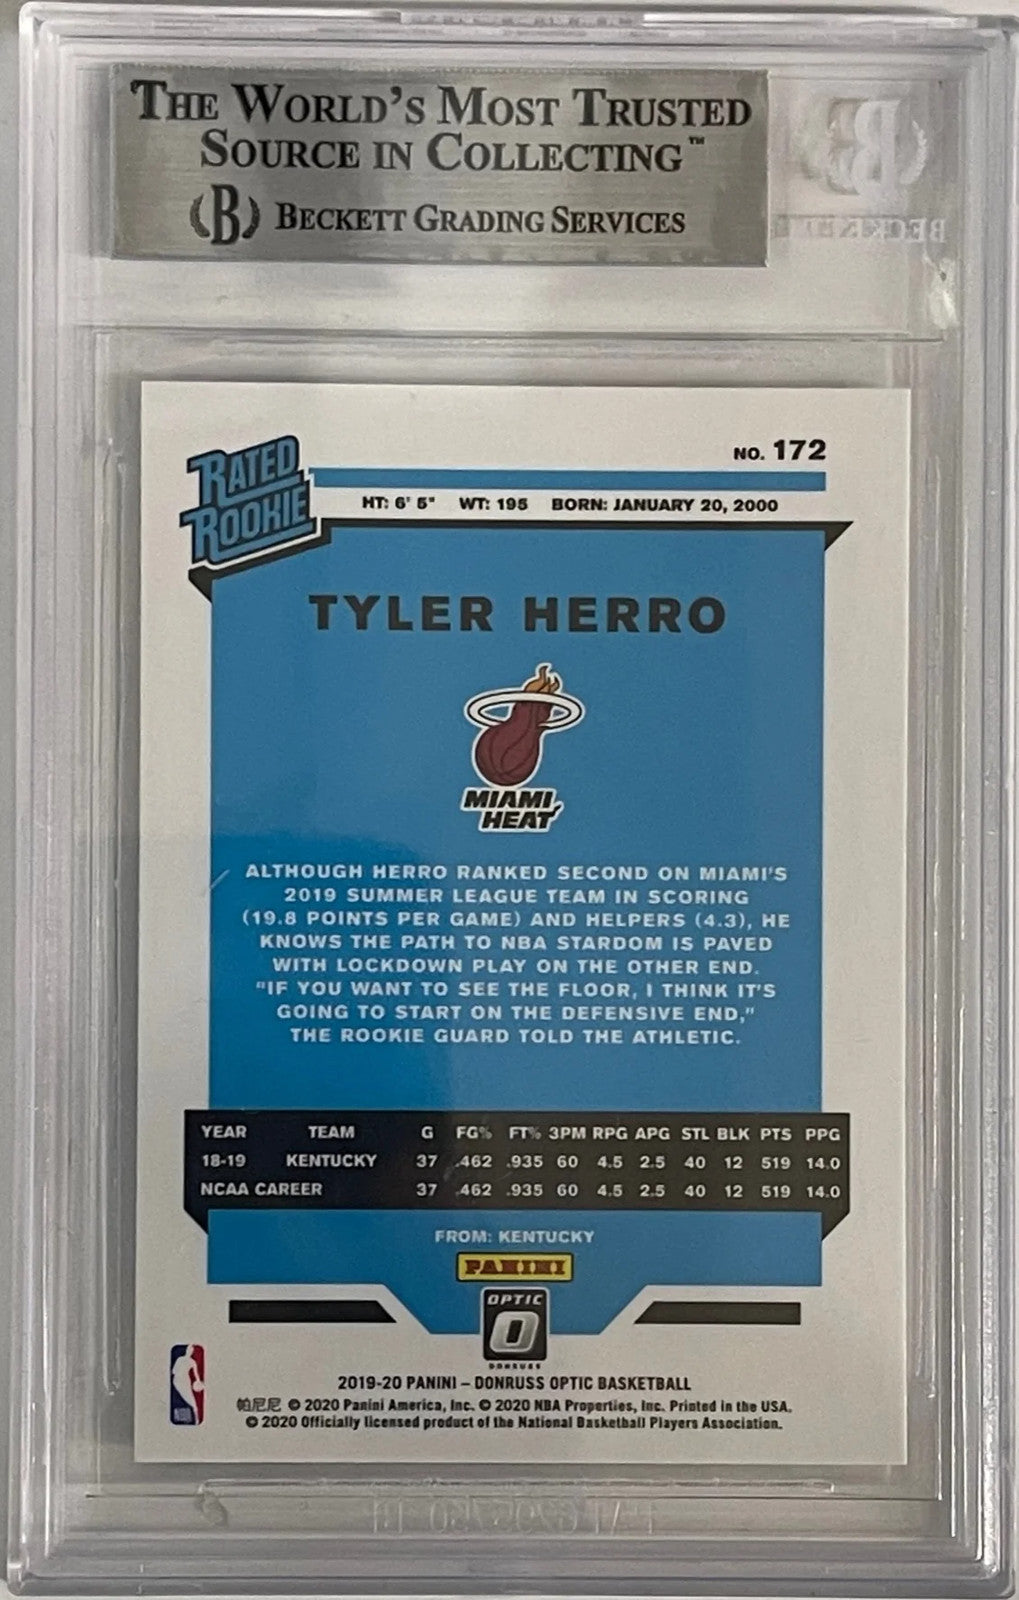 THE WORLD'S MOST TRUSTED
SOURCE IN COLLECTING™
B BECKETT GRADING SERVICES
RATED
ROOKIE
NO. 172
HT: 6' 5" WT: 195 BORN: JANUARY 20, 2000
TYLER HERRO
MIAMI
HEAT
ALTHOUGH HERRO RANKED SECOND ON MIAMI'S
2019 SUMMER LEAGUE TEAM IN SCORING
(19.8 POINTS PER GAME) AND HELPERS (4.3), HE
KNOWS THE PATH TO NBA STARDOM IS PAVED
WITH LOCKDOWN PLAY ON THE OTHER END.
"IF YOU WANT TO SEE THE FLOOR, I THINK IT'S
GOING TO START ON THE DEFENSIVE END,"
THE ROOKIE GUARD TOLD THE ATHLETIC.
YEAR TEAM G FG% FT% 3PM RPG APG STL BLK PTS PPG
18-19 KENTUCKY 37 .462 .935 60 4.5 2.5 40 12 519 14.0
NCAA CAREER 37 .462 .935 60 4.5 2.5 40 12 519 14.0
FROM: KENTUCKY
PANINI
OPTIC
O
DONRUSS
NBA
2019-20 PANINI – DONRUSS OPTIC BASKETBALL
帕尼尼 © 2020 Panini America, Inc. © 2020 NBA Properties, Inc. Printed in the USA.
© 2020 Officially licensed product of the National Basketball Players Association.